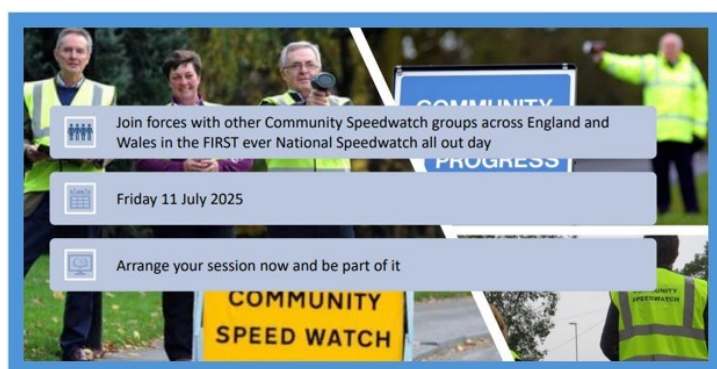 COMMUNITY
Join forces with other Community Speedwatch groups across England and
Wales in the FIRST ever National Speedwatch all out day
PROGRESS
Friday 11 July 2025
Arrange your session now and be part of it
COMMUNITY
SPEED WATCH
COMMUNITY
SPEEDWATCH